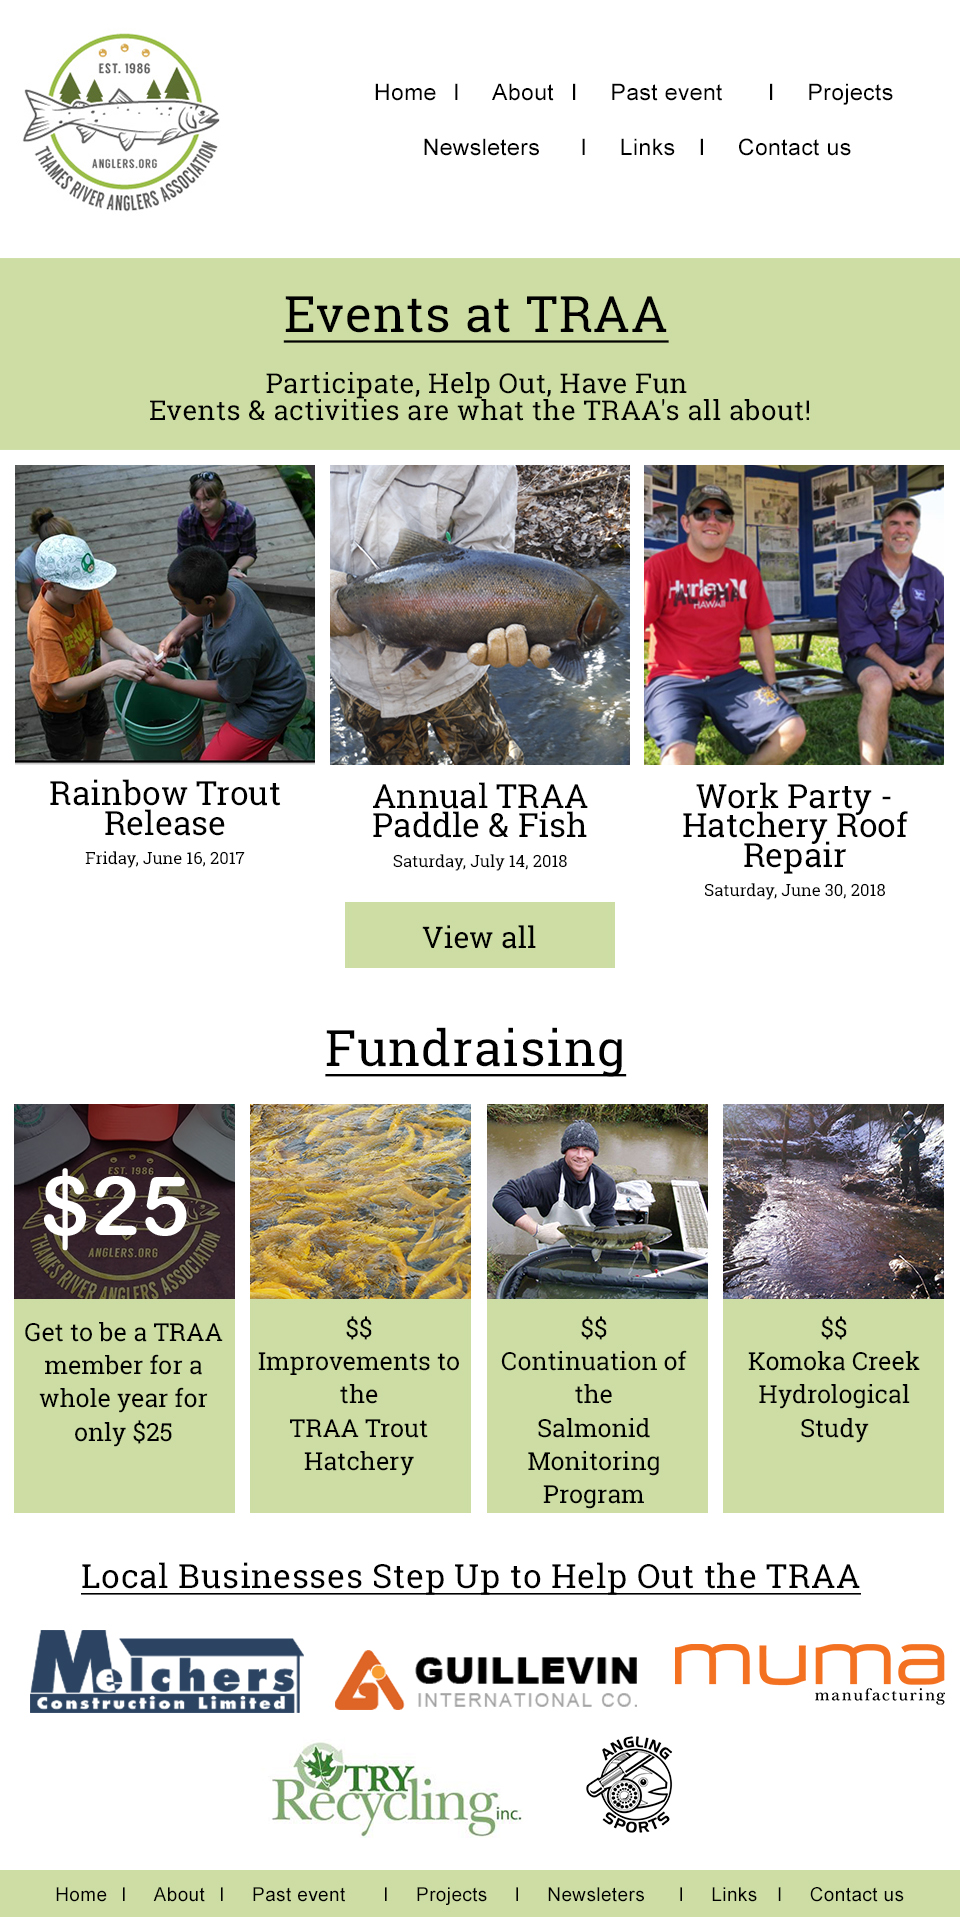 EST. 1986
ANGLERS.ORG
THAMES RIVER ANGLERS ASSOCIATION
Home I About I Past event I Projects
Newsleters I Links I Contact us
Events at TRAA
Participate, Help Out, Have Fun
Events & activities are what the TRAA's all about!
Hurley
ALOHA
HAWAII
Rainbow Trout
Release
Friday, June 16, 2017
Annual TRAA
Paddle & Fish
Saturday, July 14, 2018
Work Party -
Hatchery Roof
Repair
Saturday, June 30, 2018
View all
Fundraising
EST. 1986
$25
ANGLERS.ORG
THAMES RIVER ANGLERS ASSOCIATION
Get to be a TRAA
member for a
whole year for
only $25
$$
Improvements to
the
TRAA Trout
Hatchery
$$
Continuation of
the
Salmonid
Monitoring
Program
$$
Komoka Creek
Hydrological
Study
Local Businesses Step Up to Help Out the TRAA
Melchers
Construction Limited
GUILLEVIN
INTERNATIONAL CO.
muma
manufacturing
TRY
Recycling inc.
ANGLING
SPORTS
Home I About I Past event I Projects I Newsleters I Links I Contact us